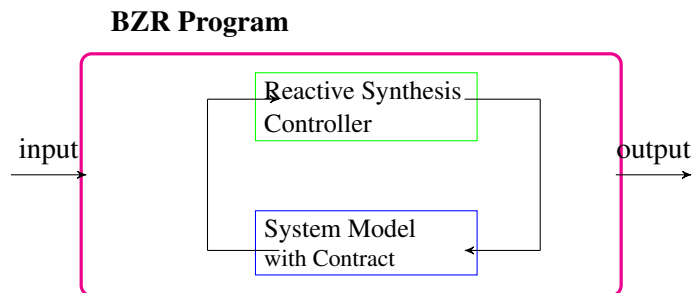 BZR Program
Reactive Synthesis
Controller
input
output
System Model
with Contract